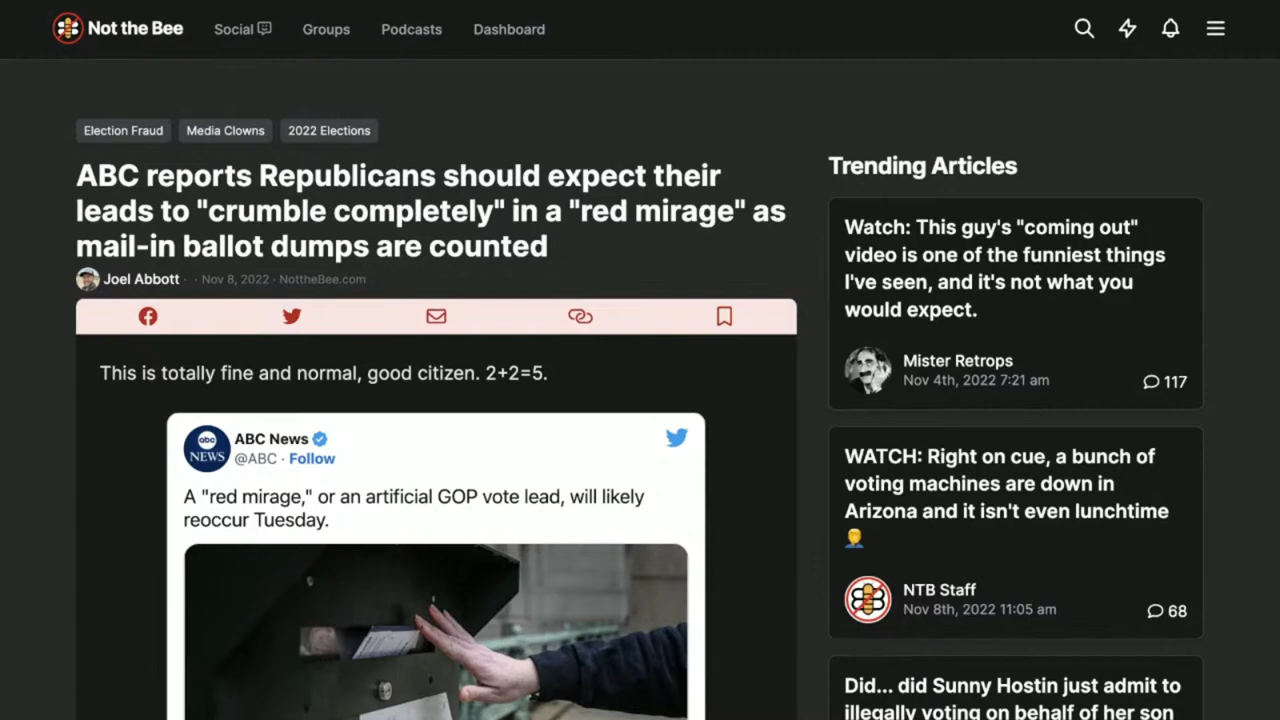 Not the Bee
Social
Groups
Podcasts
Dashboard
Election Fraud
Media Clowns
2022 Elections
ABC reports Republicans should expect their
leads to "crumble completely" in a "red mirage" as
mail-in ballot dumps are counted
Joel Abbott · · Nov 8, 2022 · NottheBee.com
This is totally fine and normal, good citizen. 2+2=5.
abc
NEWS
ABC News
@ABC · Follow
A "red mirage," or an artificial GOP vote lead, will likely
reoccur Tuesday.
Trending Articles
Watch: This guy's "coming out"
video is one of the funniest things
I've seen, and it's not what you
would expect.
Mister Retrops
Nov 4th, 2022 7:21 am
117
WATCH: Right on cue, a bunch of
voting machines are down in
Arizona and it isn't even lunchtime
🤦‍♂️
NTB Staff
Nov 8th, 2022 11:05 am
68
Did... did Sunny Hostin just admit to
illegally voting on behalf of her son